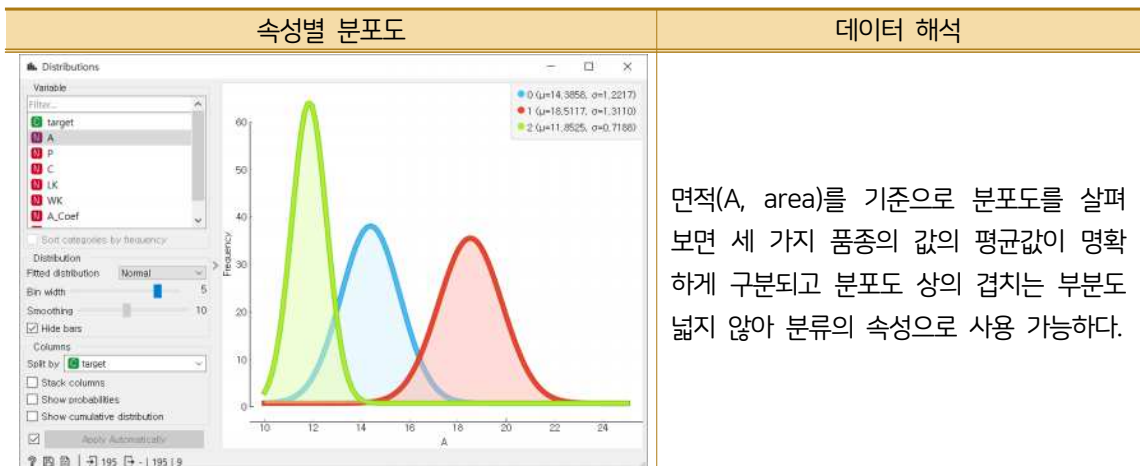 속성별 분포도
데이터 해석
Distributions
Variable
Filter...
C target
N A
N P
N C
N LK
N WK
N A_Coef
Sort categories by frequency
Distribution
Fitted distribution Normal
Bin width 5
Smoothing 10
Hide bars
Columns
Split by C target
Stack columns
Show probabilities
Show cumulative distribution
Apply Automatically
? 195 - | 195 | 9
0 (μ=14.3858, σ=1.2217)
1 (μ=18.5117, σ=1.3110)
2 (μ=11.8525, σ=0.7188)
Frequency
60
50
40
30
20
10
0
10 12 14 16 18 20 22 24
A
면적(A, area)를 기준으로 분포도를 살펴
보면 세 가지 품종의 값의 평균값이 명확
하게 구분되고 분포도 상의 겹치는 부분도
넓지 않아 분류의 속성으로 사용 가능하다.